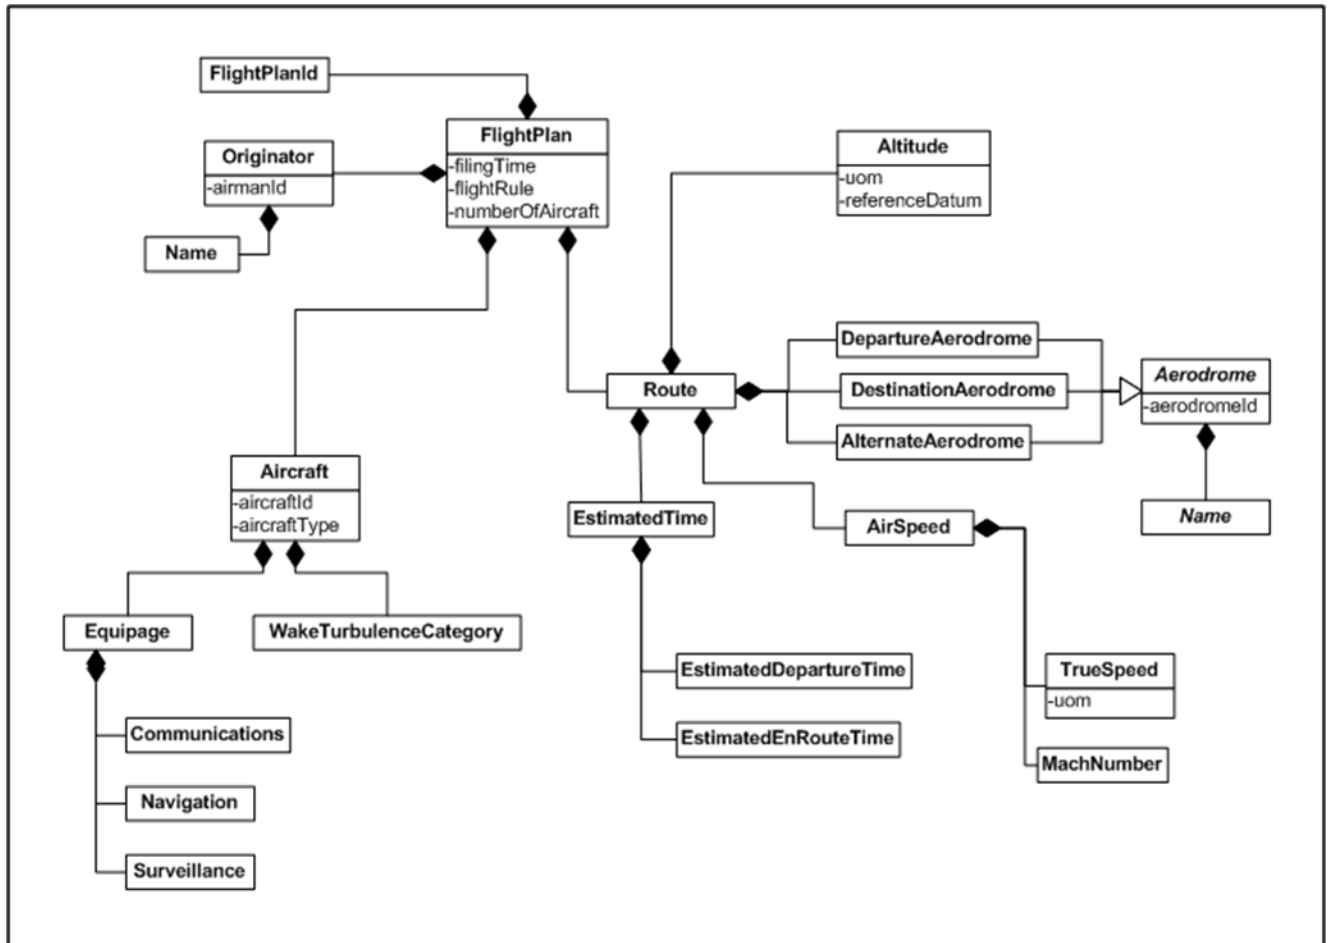 FlightPlanId
FlightPlan
-filingTime
-flightRule
-numberOfAircraft
Originator
-airmanId
Name
Altitude
-uom
-referenceDatum
DepartureAerodrome
DestinationAerodrome
AlternateAerodrome
Aerodrome
-aerodromeId
Name
Route
Aircraft
-aircraftId
-aircraftType
EstimatedTime
AirSpeed
Equipage
WakeTurbulenceCategory
EstimatedDepartureTime
EstimatedEnRouteTime
TrueSpeed
-uom
MachNumber
Communications
Navigation
Surveillance